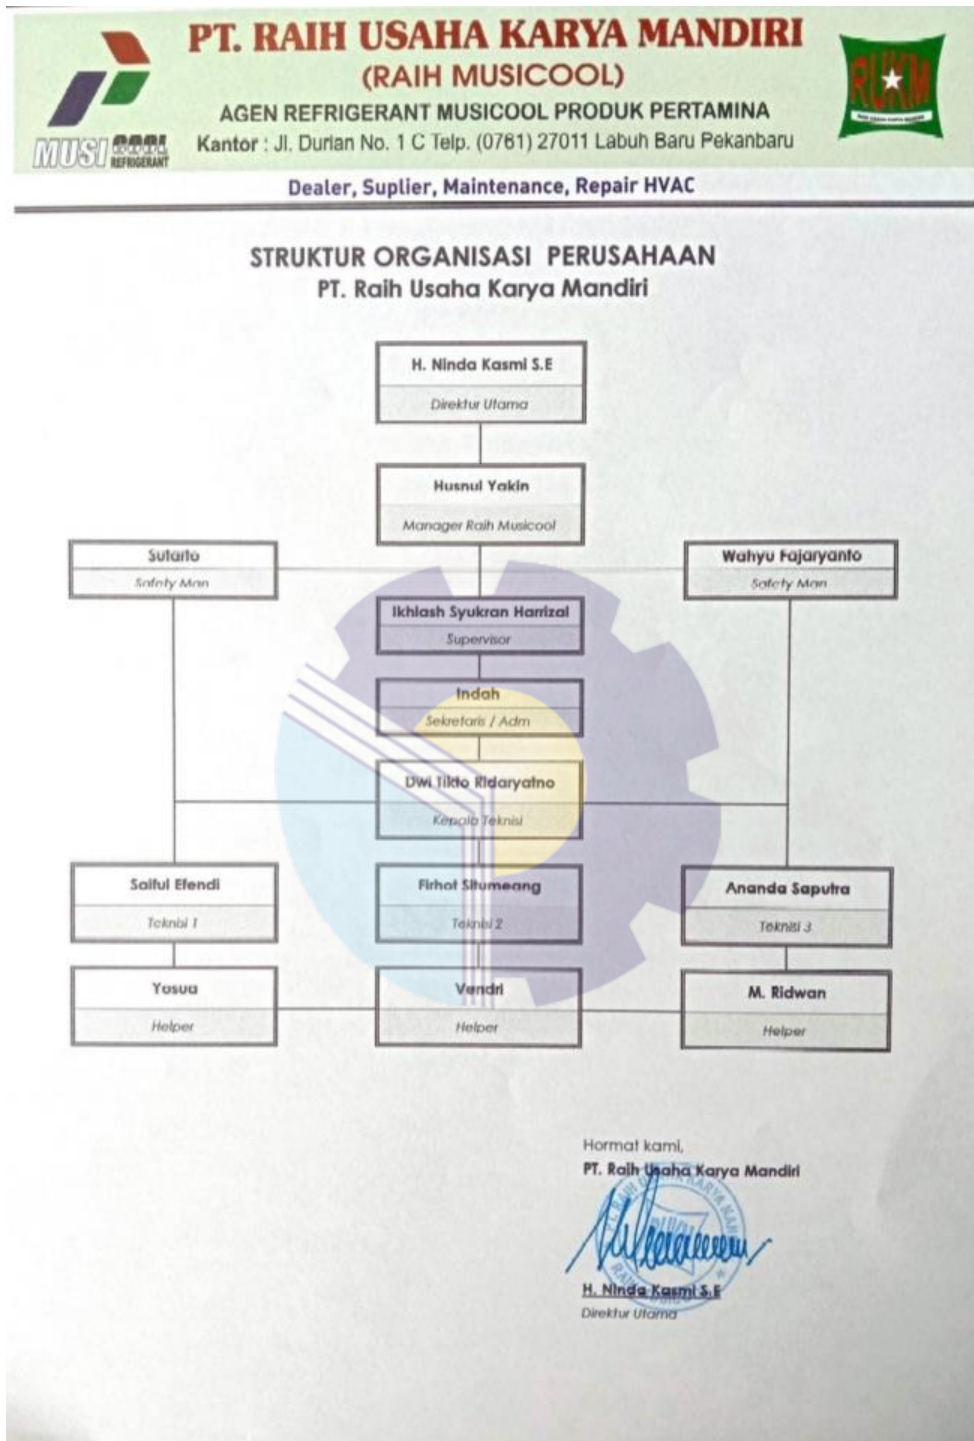 PT. RAIH USAHA KARYA MANDIRI
(RAIH MUSICOOL)
AGEN REFRIGERANT MUSICOOL PRODUK PERTAMINA
Kantor : Jl. Durian No. 1 C Telp. (0761) 27011 Labuh Baru Pekanbaru
MUSI COOL
REFRIGERANT
RUKM
Dealer, Suplier, Maintenance, Repair HVAC
STRUKTUR ORGANISASI PERUSAHAAN
PT. Raih Usaha Karya Mandiri
H. Ninda Kasmi S.E
Direktur Utama
Husnul Yakin
Manager Raih Musicool
Safety Man
Wahyu Fajaryanto
Safety Man
Ikhlash Syukran Harrizal
Supervisor
Indah
Sekretaris / Adm
Dwi Tikto Ridaryatno
Kepala Teknisi
Saiful Efendi
Teknisi 1
Firhot Situmeang
Teknisi 2
Ananda Saputra
Teknisi 3
Yosua
Helper
Vendri
Helper
M. Ridwan
Helper
Hormat kami,
PT. Raih Usaha Karya Mandiri
H. Ninda Kasmi S.E
Direktur Utama